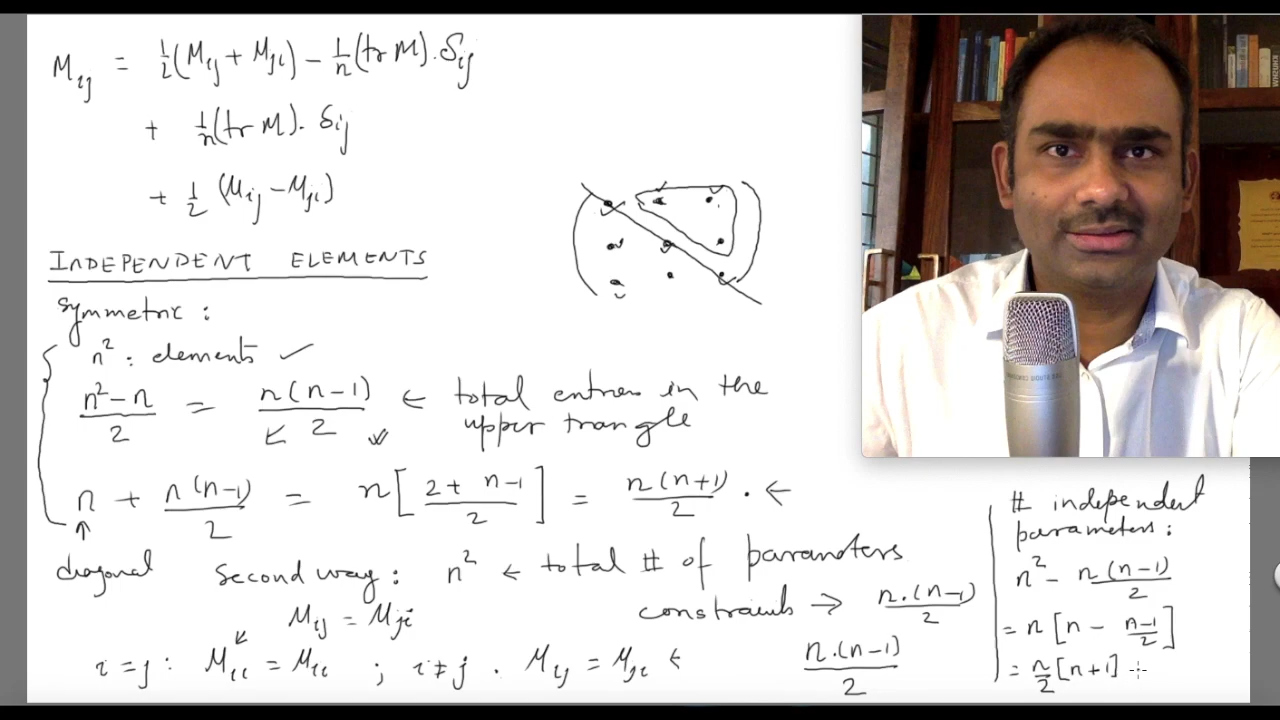 M_ij = 1/2 (M_ij + M_ji) - 1/n (tr M). δ_ij
+ 1/n (tr M). δ_ij
+ 1/2 (M_ij - M_ji)
INDEPENDENT ELEMENTS
Symmetric :
n² : elements ✓
(n² - n)/2 = n(n-1)/2 ← total entries in the
upper triangle
n + n(n-1)/2 = n[(2 + n-1)/2] = n(n+1)/2 . ←
↑
diagonal
Second way : n² ← total # of parameters
M_ij = M_ji
constraints → n.(n-1)/2
i = j : M_ii = M_ii ; i ≠ j . M_ij = M_ji ←
n.(n-1)/2
# independent
parameters :
n² - n(n-1)/2
= n [n - (n-1)/2]
= n/2 [n+1]